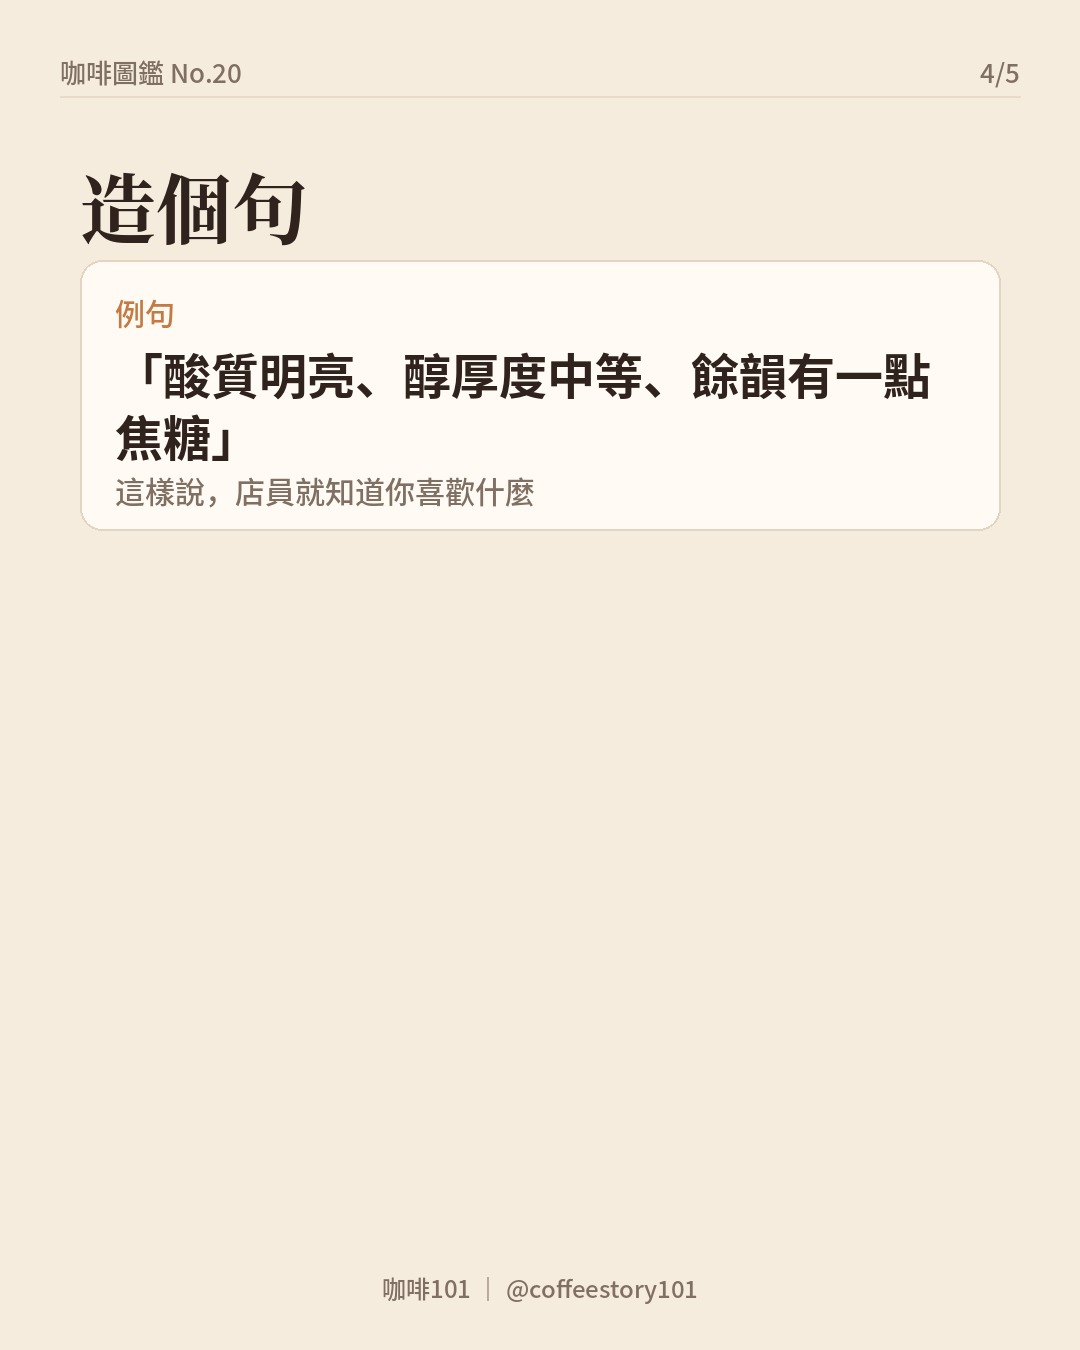 咖啡圖鑑 No.20
4/5
造個句
例句
「酸質明亮、醇厚度中等、餘韻有一點
焦糖」
這樣說，店員就知道你喜歡什麼
咖啡101｜@coffeestory101